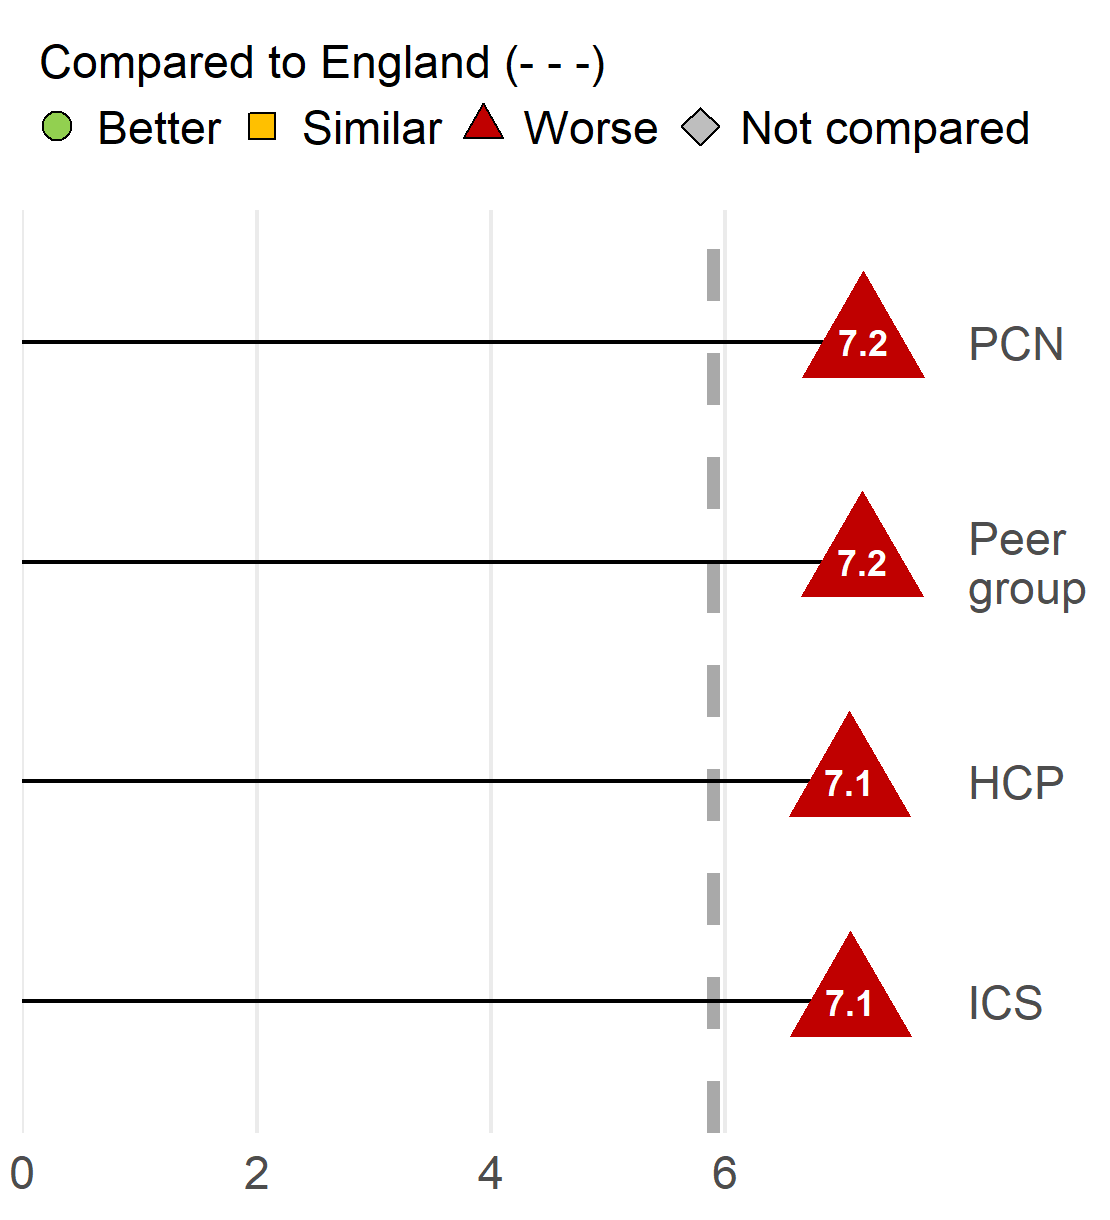 Compared to England (- - -)
Better Similar Worse Not compared
7.2 PCN
7.2 Peer
group
7.1 HCP
7.1 ICS
0 2 4 6